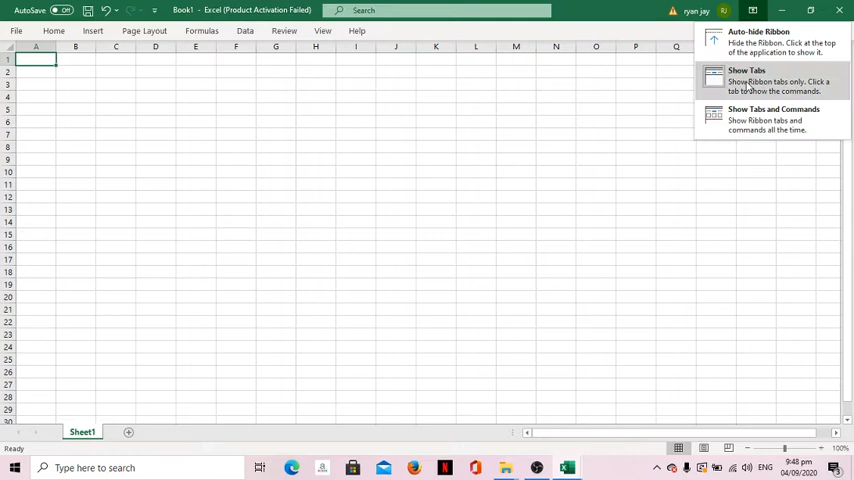 AutoSave Off Book1 - Excel (Product Activation Failed) Search ryan jay RJ
File Home Insert Page Layout Formulas Data Review View Help
Auto-hide Ribbon
Hide the Ribbon. Click at the top
of the application to show it.
Show Tabs
Show Ribbon tabs only. Click a
tab to show the commands.
Show Tabs and Commands
Show Ribbon tabs and
commands all the time.
A B C D E F G H I J K L M N O P Q
1
2
3
4
5
6
7
8
9
10
11
12
13
14
15
16
17
18
19
20
21
22
23
24
25
26
27
28
29
30
Sheet1
Ready 100%
Type here to search a N ENG 9:48 pm
04/09/2020 3